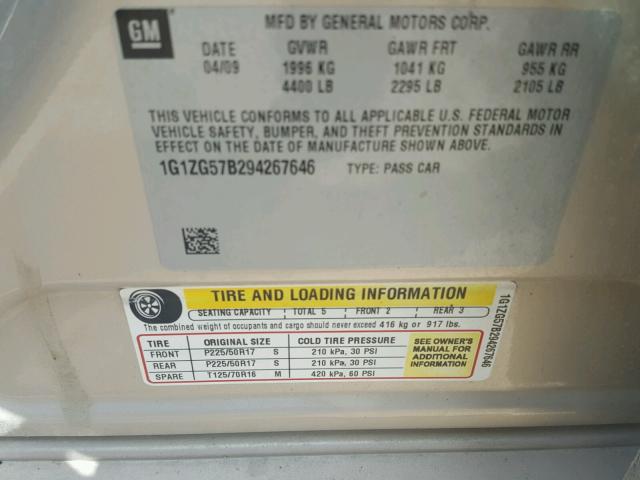 GM
MFD BY GENERAL MOTORS CORP.
DATE GVWR GAWR FRT GAWR RR
04/09 1996 KG 1041 KG 955 KG
4400 LB 2295 LB 2105 LB
THIS VEHICLE CONFORMS TO ALL APPLICABLE U.S. FEDERAL MOTOR
VEHICLE SAFETY, BUMPER, AND THEFT PREVENTION STANDARDS IN
EFFECT ON THE DATE OF MANUFACTURE SHOWN ABOVE.
1G1ZG57B294267646 TYPE: PASS CAR
TIRE AND LOADING INFORMATION
SEATING CAPACITY TOTAL 5 FRONT 2 REAR 3
The combined weight of occupants and cargo should never exceed 416 kg or 917 lbs.
TIRE ORIGINAL SIZE COLD TIRE PRESSURE
FRONT P225/50R17 S 210 kPa, 30 PSI
REAR P225/50R17 S 210 kPa, 30 PSI
SPARE T125/70R16 M 420 kPa, 60 PSI
SEE OWNER'S
MANUAL FOR
ADDITIONAL
INFORMATION
1G1ZG57B294267646